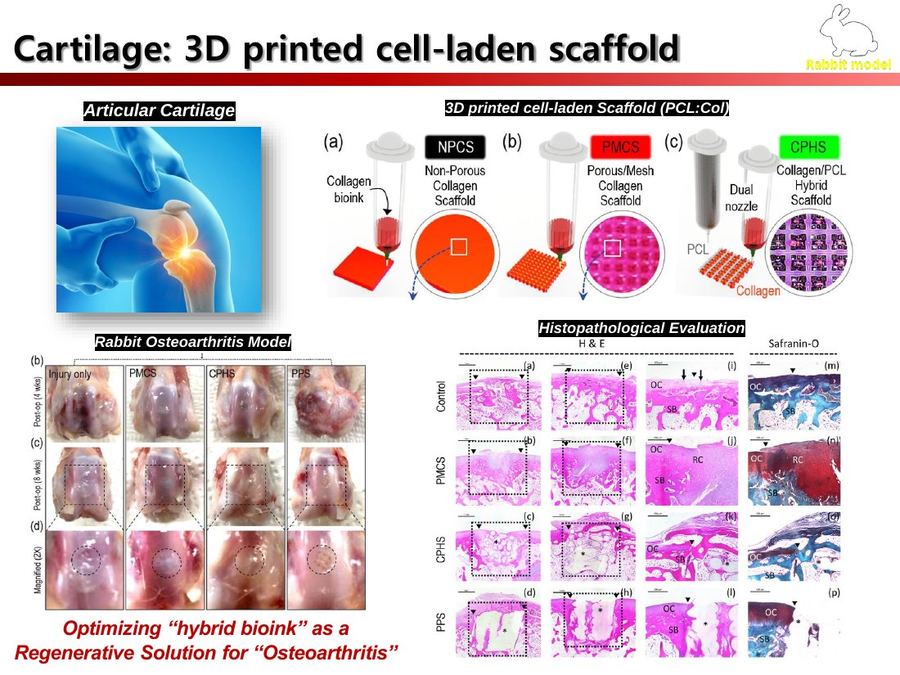 Cartilage: 3D printed cell-laden scaffold
Rabbit model
Articular Cartilage
3D printed cell-laden Scaffold (PCL:Col)
(a)
NPCS
Non-Porous
Collagen
Scaffold
Collagen
bioink
(b)
PMCS
Porous/Mesh
Collagen
Scaffold
(c)
CPHS
Collagen/PCL
Hybrid
Scaffold
Dual
nozzle
PCL
Collagen
Rabbit Osteoarthritis Model
(b)
Injury only
PMCS
CPHS
PPS
Post-op (4 wks)
(c)
Post-op (8 wks)
(d)
Magnified (2X)
Optimizing “hybrid bioink” as a
Regenerative Solution for “Osteoarthritis”
Histopathological Evaluation
H & E
Safranin-O
Control
(a)
(e)
(i)
OC
SB
(m)
OC
SB
PMCS
(b)
(f)
(j)
RC
SB
(n)
OC
RC
SB
CPHS
(c)
*
(g)
*
(k)
OC
SB
*
(o)
OC
SB
*
PPS
(d)
*
(h)
*
(l)
OC
SB
*
(p)
OC
SB
*